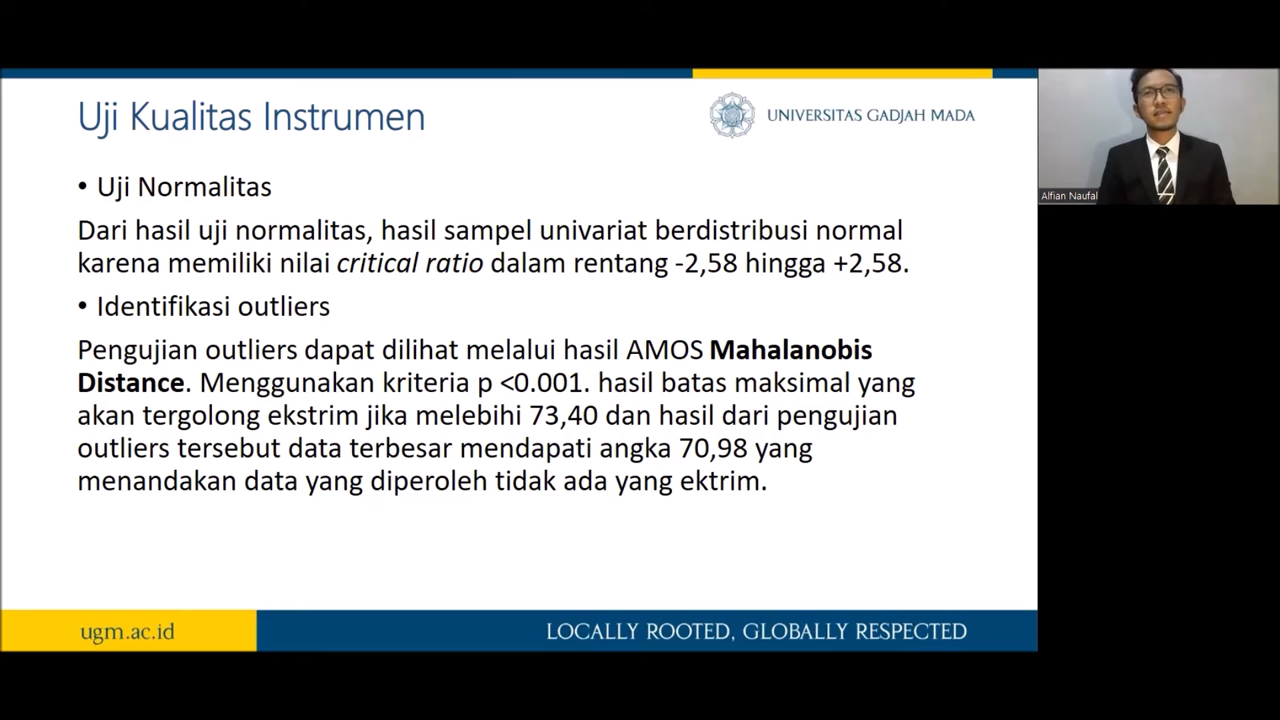 Uji Kualitas Instrumen
UNIVERSITAS GADJAH MADA
Alfian Naufal
• Uji Normalitas
Dari hasil uji normalitas, hasil sampel univariat berdistribusi normal
karena memiliki nilai critical ratio dalam rentang -2,58 hingga +2,58.
• Identifikasi outliers
Pengujian outliers dapat dilihat melalui hasil AMOS Mahalanobis
Distance. Menggunakan kriteria p <0.001. hasil batas maksimal yang
akan tergolong ekstrim jika melebihi 73,40 dan hasil dari pengujian
outliers tersebut data terbesar mendapati angka 70,98 yang
menandakan data yang diperoleh tidak ada yang ektrim.
ugm.ac.id
LOCALLY ROOTED, GLOBALLY RESPECTED